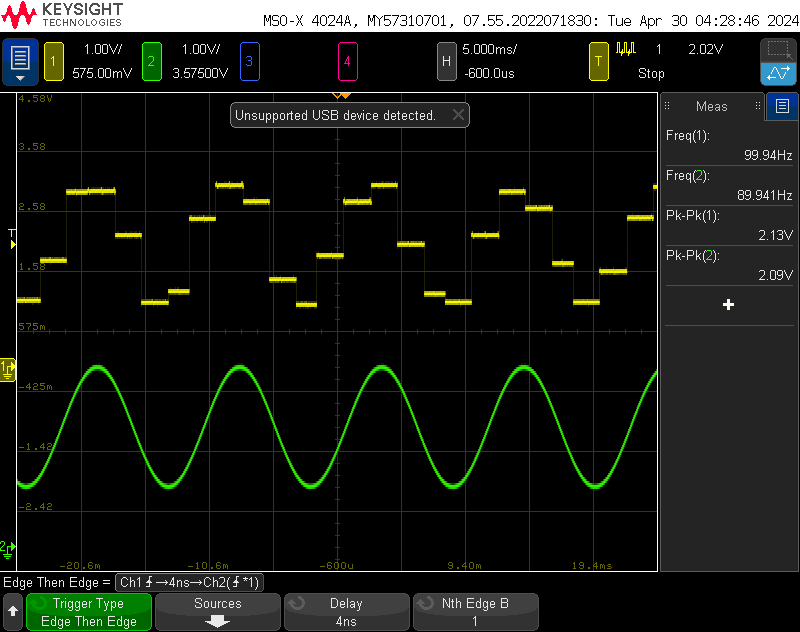 KEYSIGHT
TECHNOLOGIES
MSO-X 4024A, MY57310701, 07.55.2022071830: Tue Apr 30 04:28:46 2024
1 1.00V/ 2 1.00V/ 3 4 H 5.000ms/ T 1 2.02V
575.00mV 3.57500V -600.0us Stop
4.58V
Unsupported USB device detected.
Meas
3.58
2.58
T
1.58
575m
1
-425m
-1.42
-2.42
2
-20.6m -10.6m -600u 9.40m 19.4ms
Freq(1):
99.94Hz
Freq(2):
89.941Hz
Pk-Pk(1):
2.13V
Pk-Pk(2):
2.09V
Edge Then Edge = Ch1 →4ns→Ch2( *1)
Trigger Type
Edge Then Edge
Sources
Delay
4ns
Nth Edge B
1